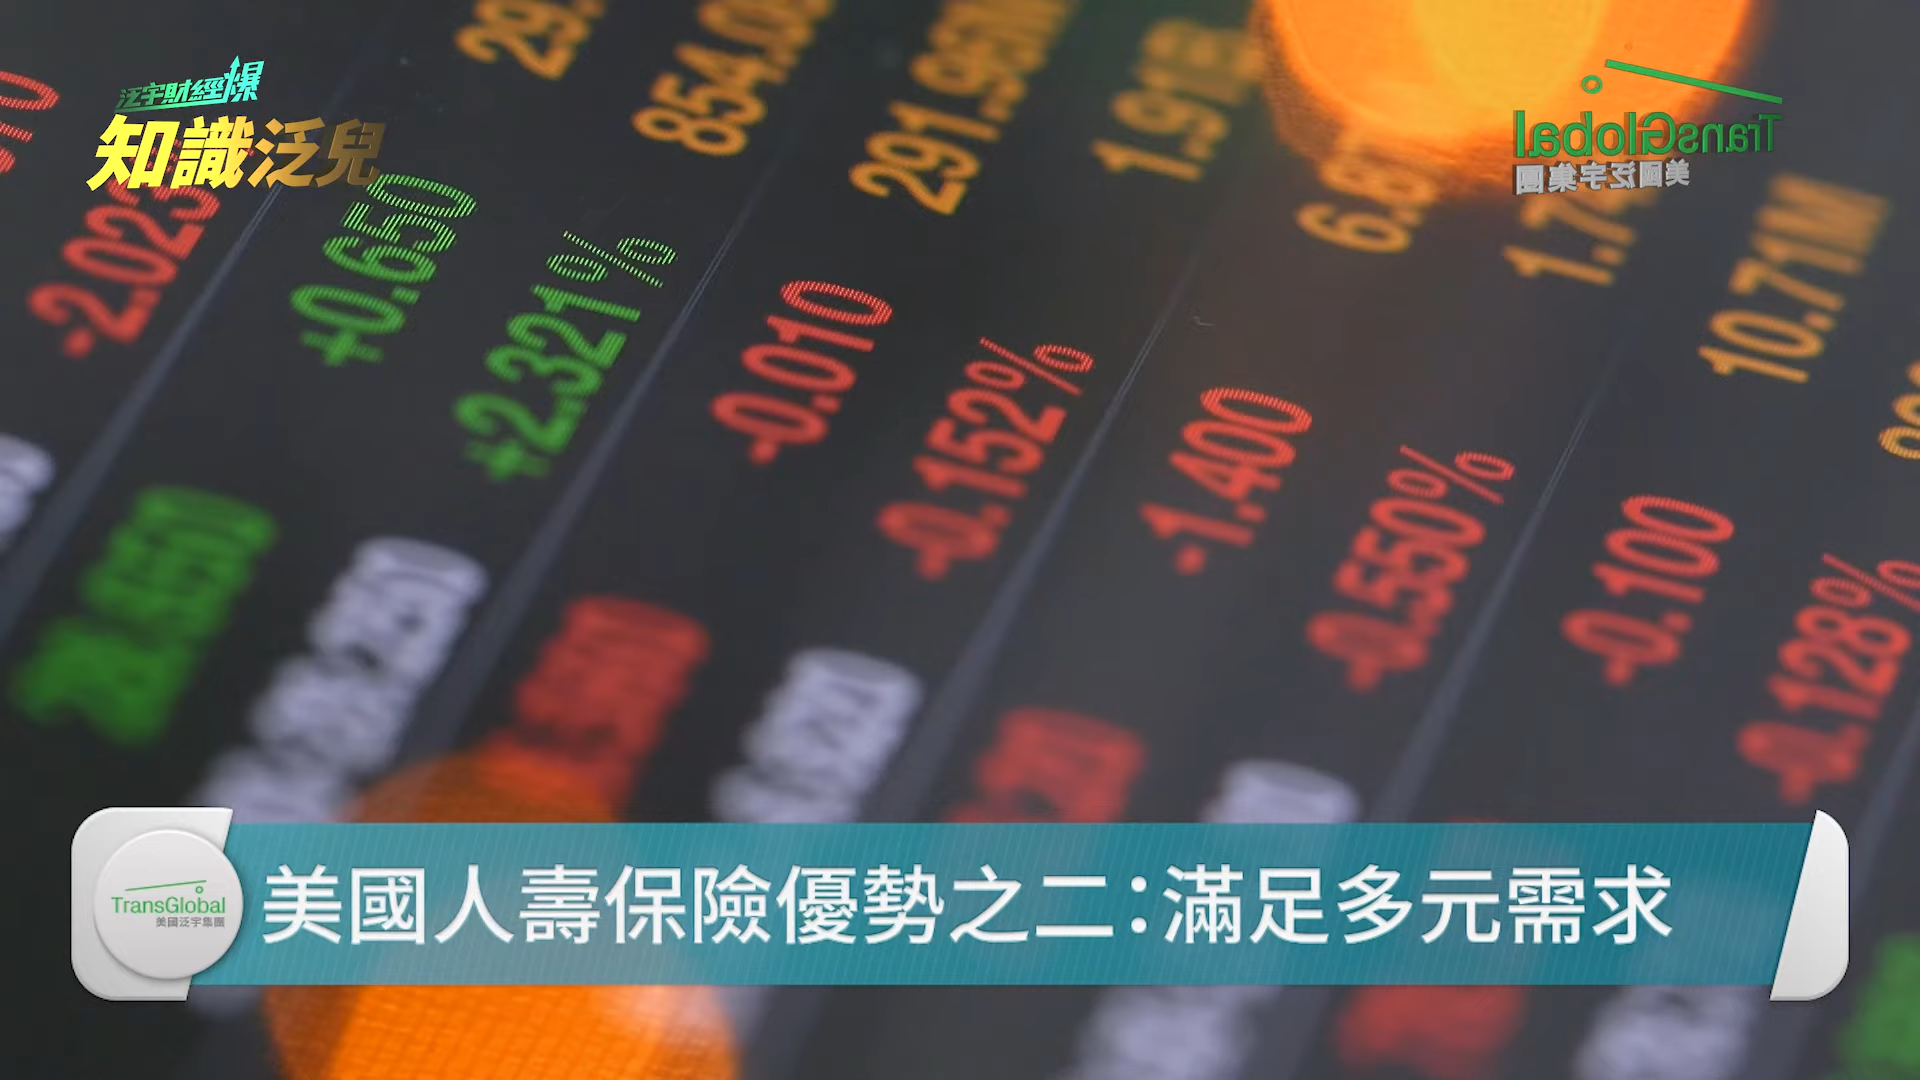 泛宇財經爆
知識泛兒
TransGlobal
美國泛宇集團
854.09
291.95M
1.91B
10.71M
-2.023
+0.650
+2.321%
-0.010
-0.152%
-1.400
-0.550%
-0.100
-0.128%
TransGlobal
美國泛宇集團
美國人壽保險優勢之二：滿足多元需求